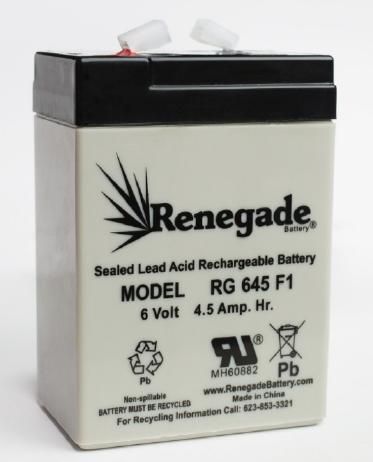 Renegade®
Battery
Sealed Lead Acid Rechargeable Battery
MODEL RG 645 F1
6 Volt 4.5 Amp. Hr.
Pb
RU®
MH60882
Pb
www.RenegadeBattery.com
Made in China
Non-spillable
BATTERY MUST BE RECYCLED
For Recycling Information Call: 623-853-3321